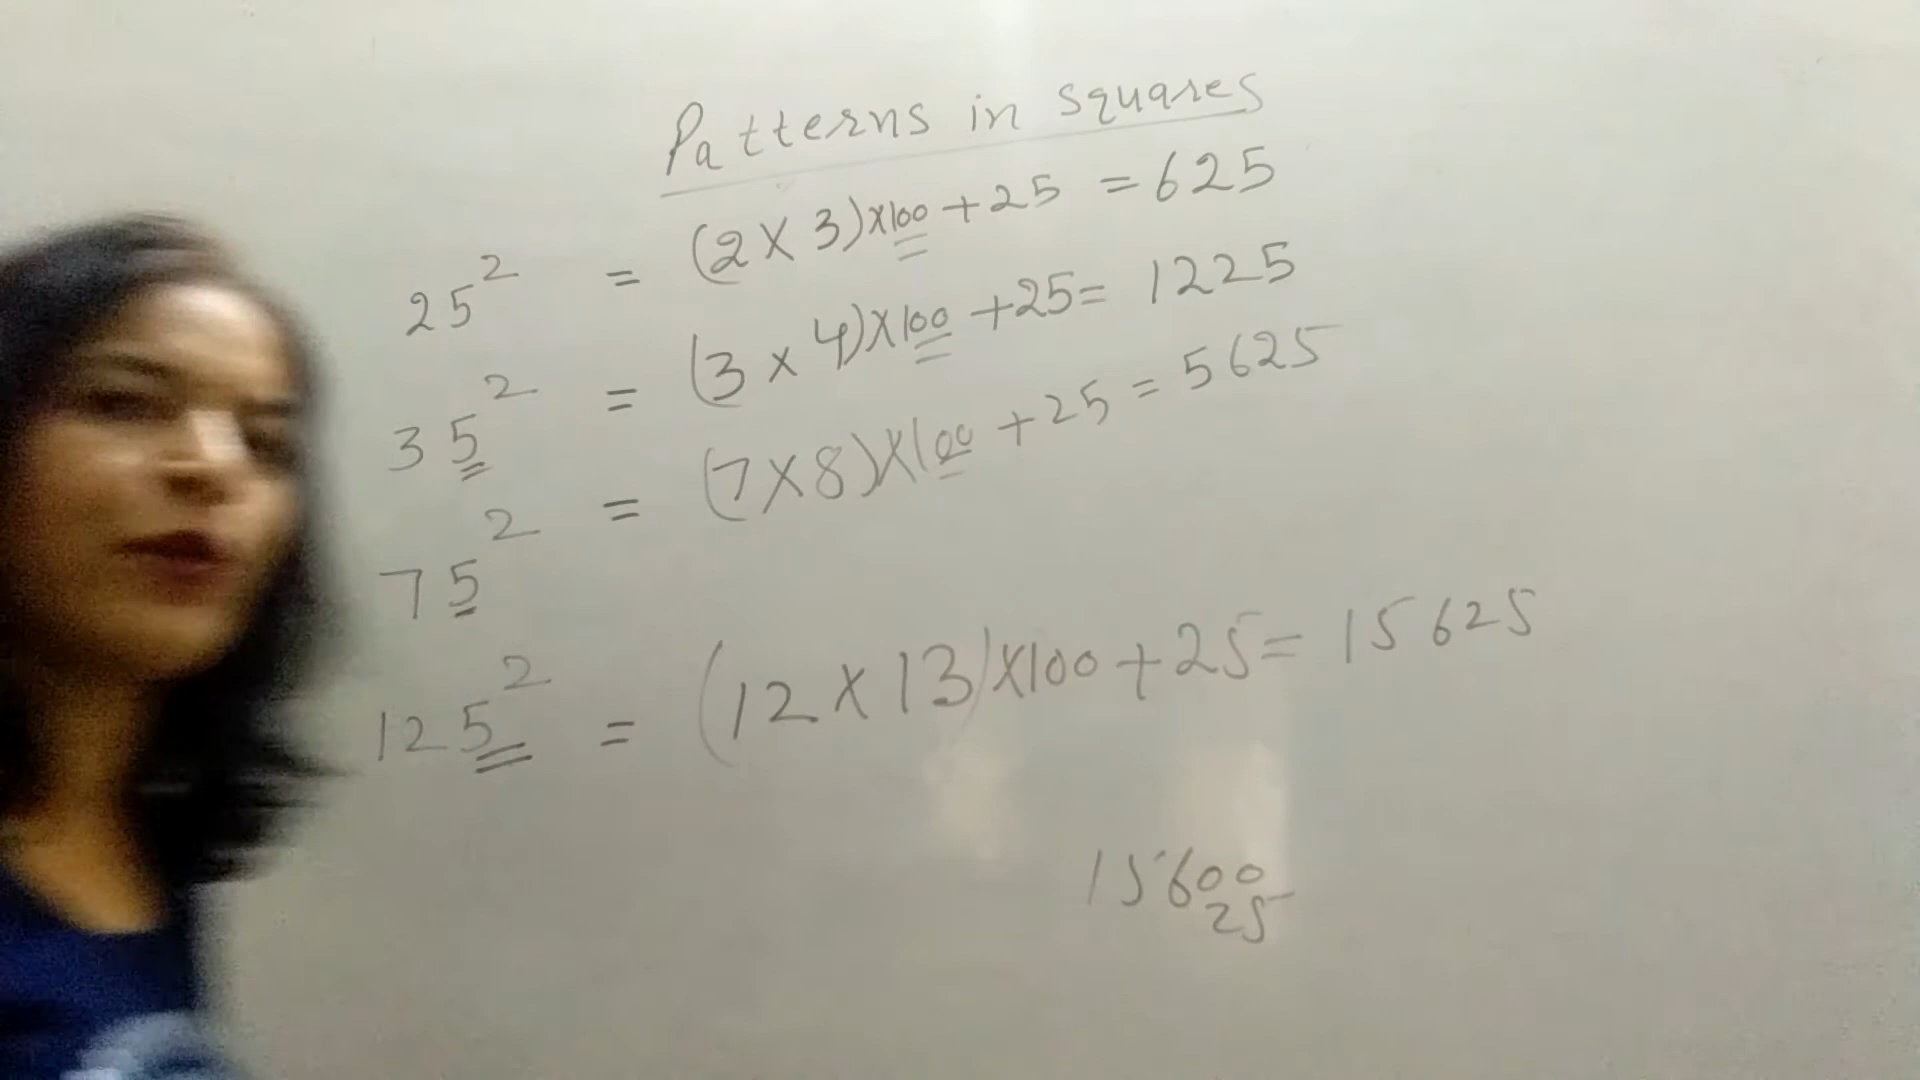 Patterns in squares
25² = (2 X 3)x100 + 25 = 625
35² = (3 x 4)X100 + 25 = 1225
75² = (7 X 8)X100 + 25 = 5625
125² = (12 X 13)X100 + 25 = 15625
15600
25